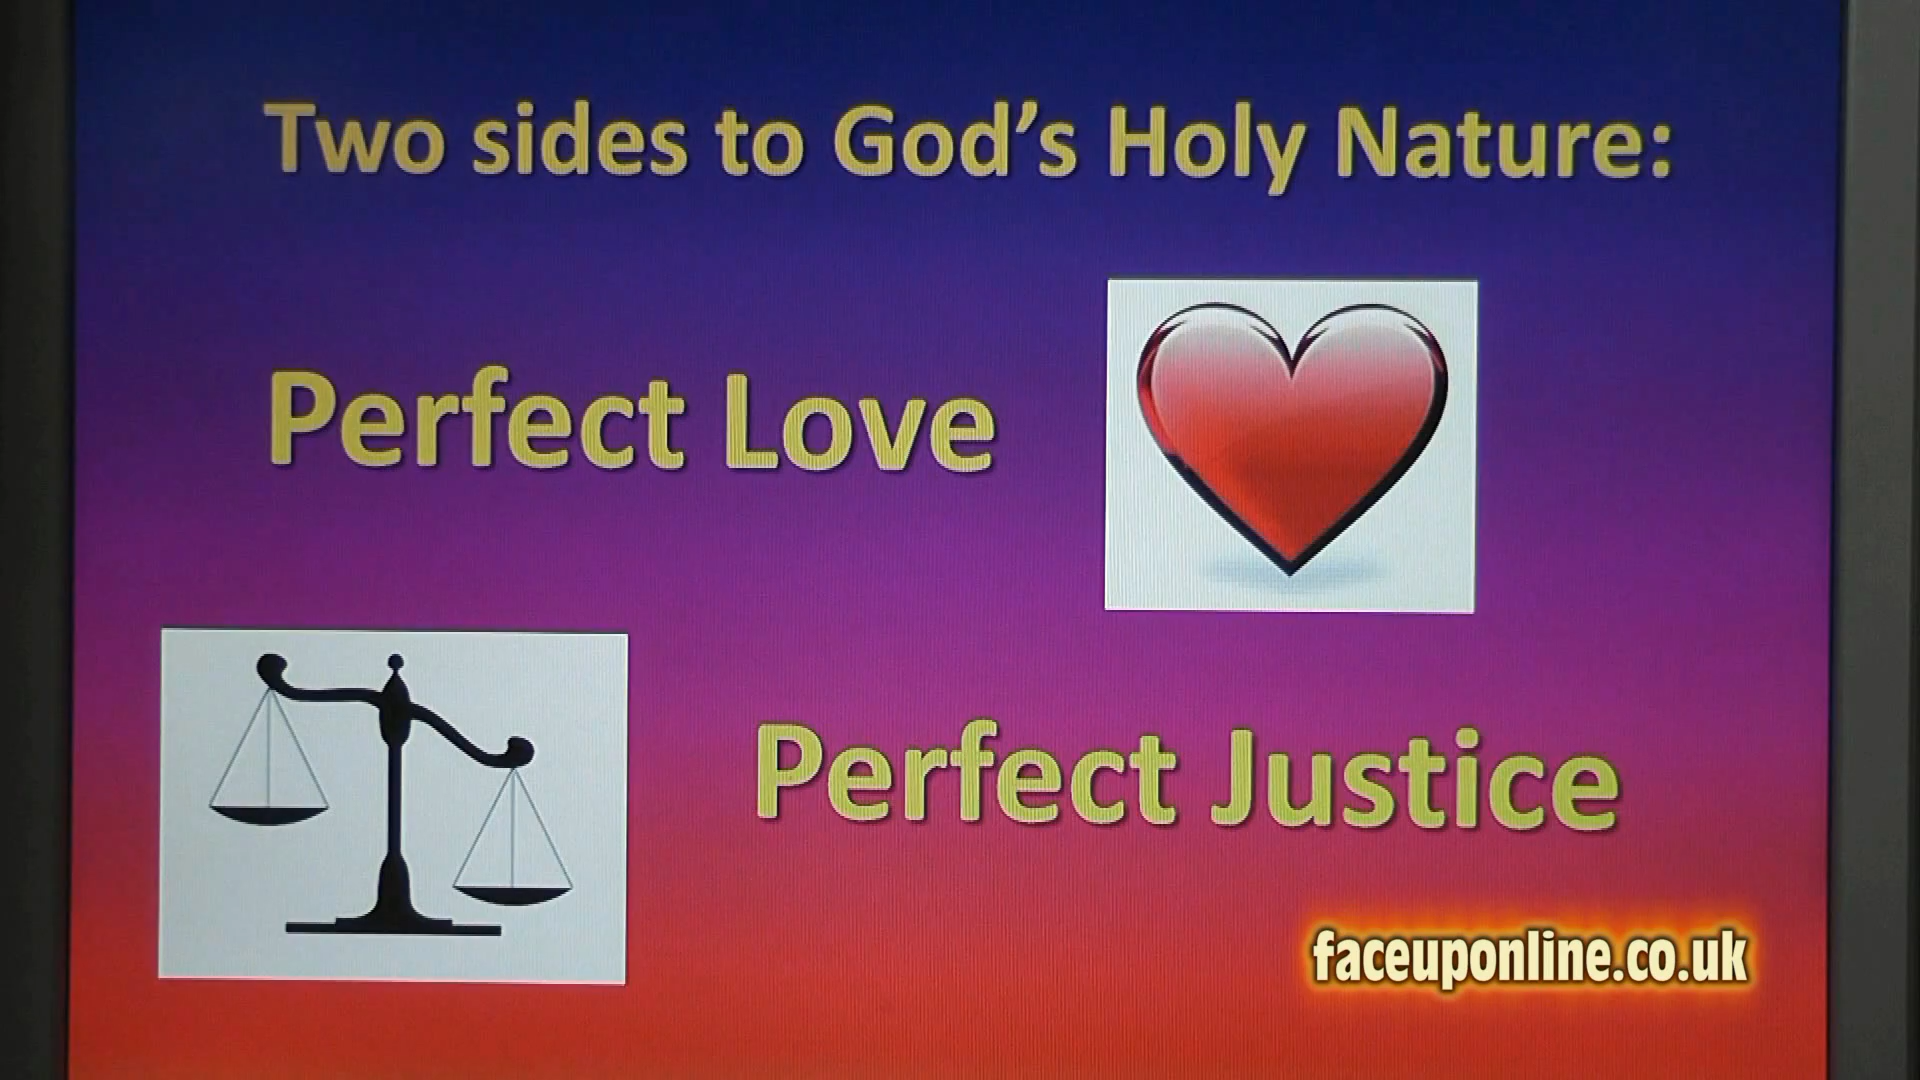 Two sides to God’s Holy Nature:
Perfect Love
Perfect Justice
faceuponline.co.uk